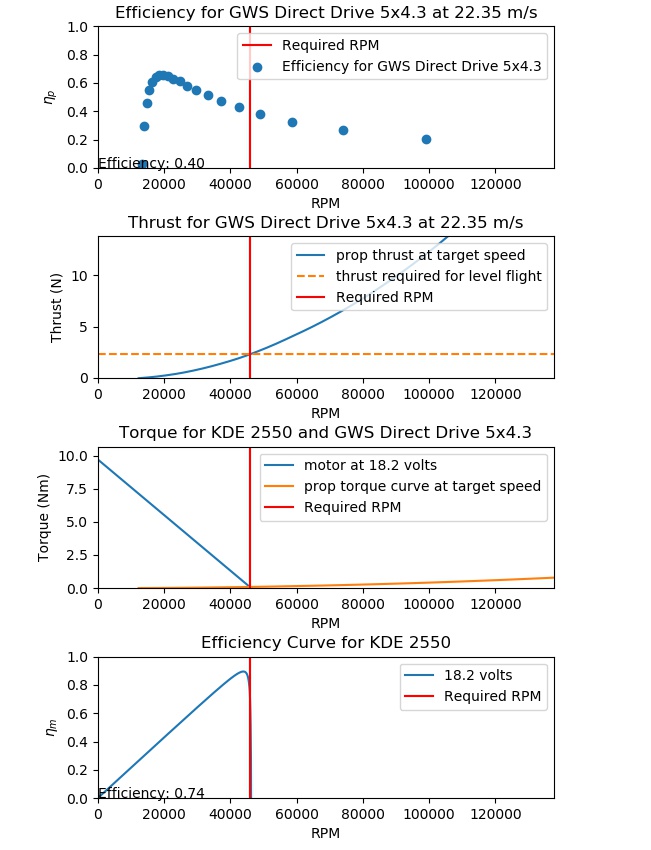 Efficiency for GWS Direct Drive 5x4.3 at 22.35 m/s
1.0
0.8
0.6
0.4
0.2
0.0
ηp
Required RPM
Efficiency for GWS Direct Drive 5x4.3
Efficiency: 0.40
0 20000 40000 60000 80000 100000 120000
RPM
Thrust for GWS Direct Drive 5x4.3 at 22.35 m/s
10
5
0
Thrust (N)
prop thrust at target speed
thrust required for level flight
Required RPM
0 20000 40000 60000 80000 100000 120000
RPM
Torque for KDE 2550 and GWS Direct Drive 5x4.3
10.0
7.5
5.0
2.5
0.0
Torque (Nm)
motor at 18.2 volts
prop torque curve at target speed
Required RPM
0 20000 40000 60000 80000 100000 120000
RPM
Efficiency Curve for KDE 2550
1.0
0.8
0.6
0.4
0.2
0.0
ηm
18.2 volts
Required RPM
Efficiency: 0.74
0 20000 40000 60000 80000 100000 120000
RPM